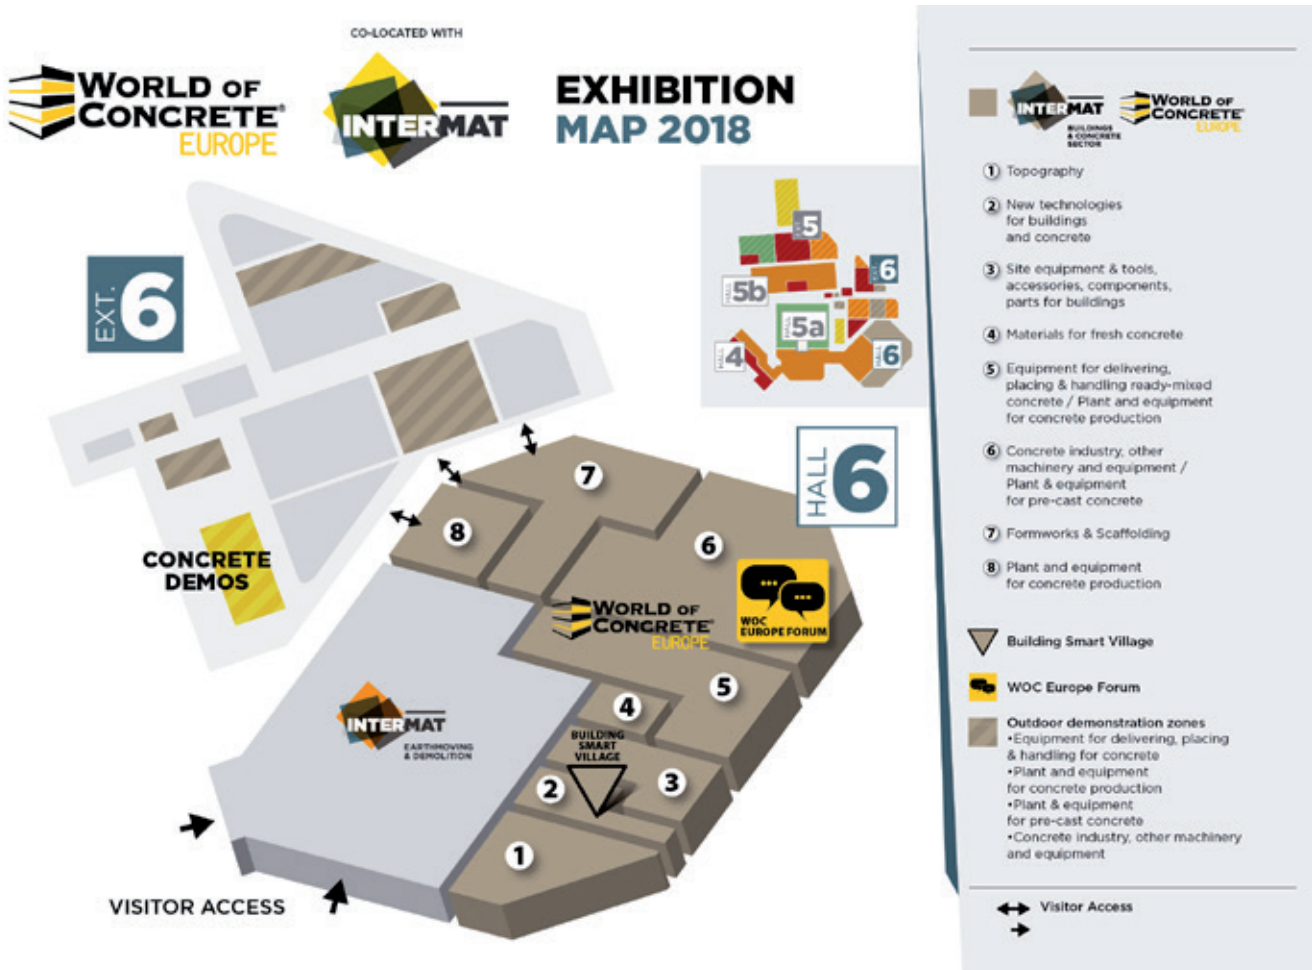 CO-LOCATED WITH
WORLD OF
CONCRETE®
EUROPE
INTERMAT
EXHIBITION
MAP 2018
EXT. 6
CONCRETE
DEMOS
5
HALL 5b
EXT. 6
HALL 5a
HALL 4
HALL 6
HALL 6
7
8
6
WORLD OF
CONCRETE®
EUROPE
WOC
EUROPE FORUM
5
4
BUILDING
SMART
VILLAGE
3
2
1
INTERMAT
EARTHMOVING
& DEMOLITION
VISITOR ACCESS
INTERMAT
BUILDINGS
& CONCRETE
SECTOR
WORLD OF
CONCRETE
EUROPE
1 Topography
2 New technologies
for buildings
and concrete
3 Site equipment & tools,
accessories, components,
parts for buildings
4 Materials for fresh concrete
5 Equipment for delivering,
placing & handling ready-mixed
concrete / Plant and equipment
for concrete production
6 Concrete industry, other
machinery and equipment /
Plant & equipment
for pre-cast concrete
7 Formworks & Scaffolding
8 Plant and equipment
for concrete production
Building Smart Village
WOC Europe Forum
Outdoor demonstration zones
•Equipment for delivering, placing
& handling for concrete
•Plant and equipment
for concrete production
•Plant & equipment
for pre-cast concrete
•Concrete industry, other machinery
and equipment
Visitor Access